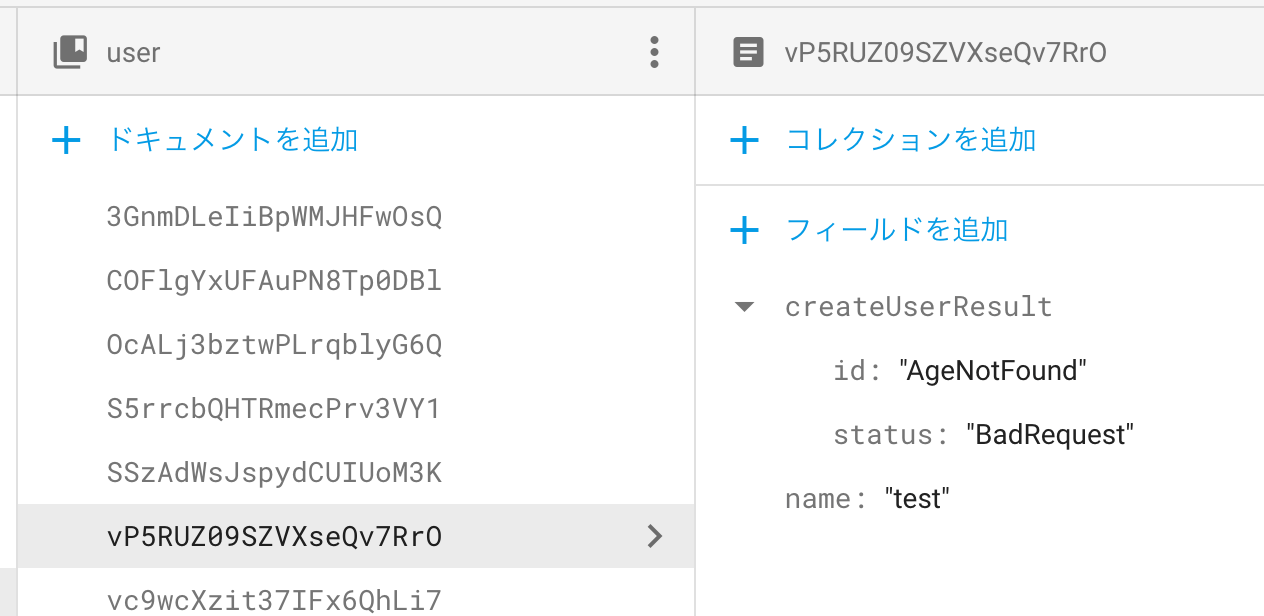 user
ドキュメントを追加
3GnmDLeIiBpWMJHFwOsQ
COFlgYxUFAuPN8Tp0DBl
OcALj3bztwPLrqblyG6Q
S5rrcbQHTRmecPrv3VY1
SSzAdWsJspydCUIUoM3K
vP5RUZ09SZVXseQv7RrO
vc9wcXzit37IFx6QhLi7
vP5RUZ09SZVXseQv7RrO
コレクションを追加
フィールドを追加
createUserResult
id: "AgeNotFound"
status: "BadRequest"
name: "test"